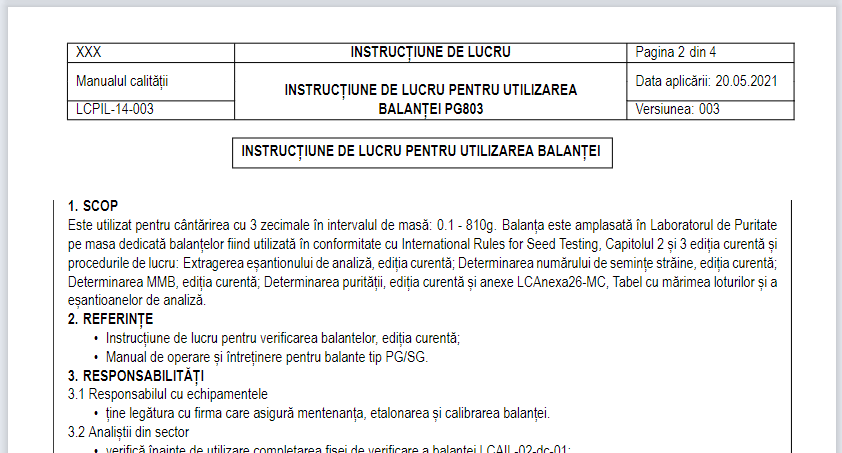 XXX
INSTRUCȚIUNE DE LUCRU
Pagina 2 din 4
Manualul calității
INSTRUCȚIUNE DE LUCRU PENTRU UTILIZAREA
BALANȚEI PG803
Data aplicării: 20.05.2021
LCPIL-14-003
Versiunea: 003
INSTRUCȚIUNE DE LUCRU PENTRU UTILIZAREA BALANȚEI
1. SCOP
Este utilizat pentru cântărirea cu 3 zecimale în intervalul de masă: 0.1 - 810g. Balanța este amplasată în Laboratorul de Puritate
pe masa dedicată balanțelor fiind utilizată în conformitate cu International Rules for Seed Testing, Capitolul 2 și 3 ediția curentă și
procedurile de lucru: Extragerea eșantionului de analiză, ediția curentă; Determinarea numărului de semințe străine, ediția curentă;
Determinarea MMB, ediția curentă; Determinarea purității, ediția curentă și anexe LCAnexa26-MC, Tabel cu mărimea loturilor și a
eșantioanelor de analiză.
2. REFERINȚE
• Instrucțiune de lucru pentru verificarea balantelor, ediția curentă;
• Manual de operare și întreținere pentru balante tip PG/SG.
3. RESPONSABILITĂȚI
3.1 Responsabilul cu echipamentele
• ține legătura cu firma care asigură mentenanța, etalonarea și calibrarea balanței.
3.2 Analiștii din sector
• verifică înainte de utilizare completarea fișei de verificare a balanței LCAIL-02-dc-01;